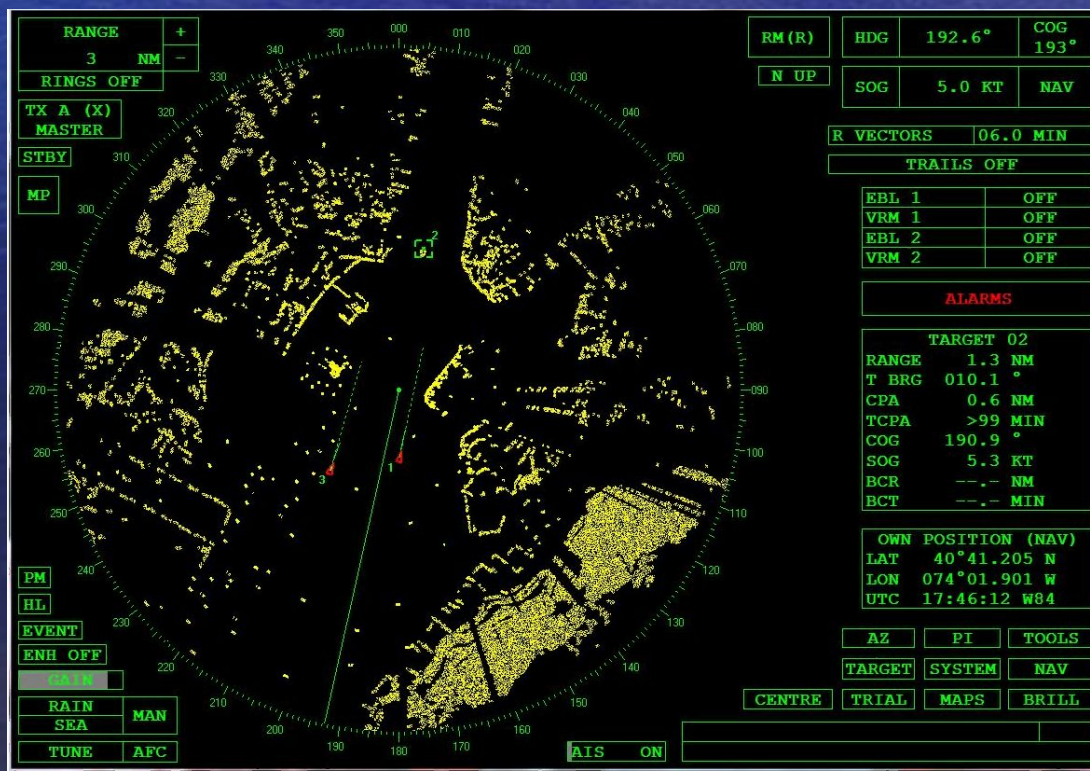 RANGE +
3 NM −
RINGS OFF
TX A (X)
MASTER
STBY
MP
PM
HL
EVENT
ENH OFF
GAIN
RAIN
SEA
MAN
TUNE AFC
000
010
020
030
040
050
060
070
080
090
100
110
120
130
140
150
160
170
180
190
200
210
220
230
240
250
260
270
280
290
300
310
320
330
340
350
2
1
3
RM(R)
N UP
HDG 192.6° COG
193°
SOG 5.0 KT NAV
R VECTORS 06.0 MIN
TRAILS OFF
EBL 1 OFF
VRM 1 OFF
EBL 2 OFF
VRM 2 OFF
ALARMS
TARGET 02
RANGE 1.3 NM
T BRG 010.1 °
CPA 0.6 NM
TCPA >99 MIN
COG 190.9 °
SOG 5.3 KT
BCR --.- NM
BCT --.- MIN
OWN POSITION (NAV)
LAT 40°41.205 N
LON 074°01.901 W
UTC 17:46:12 W84
AZ PI TOOLS
TARGET SYSTEM NAV
CENTRE TRIAL MAPS BRILL
AIS ON